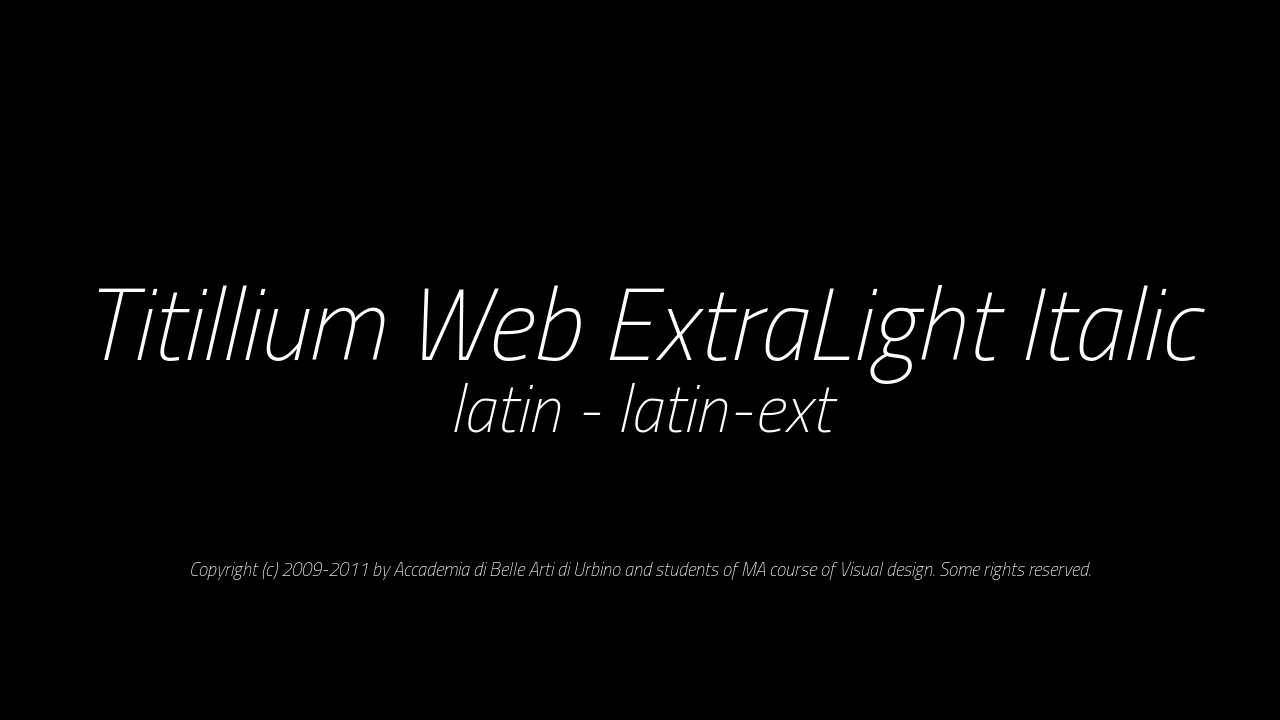 Titillium Web ExtraLight Italic
latin - latin-ext
Copyright (c) 2009-2011 by Accademia di Belle Arti di Urbino and students of MA course of Visual design. Some rights reserved.